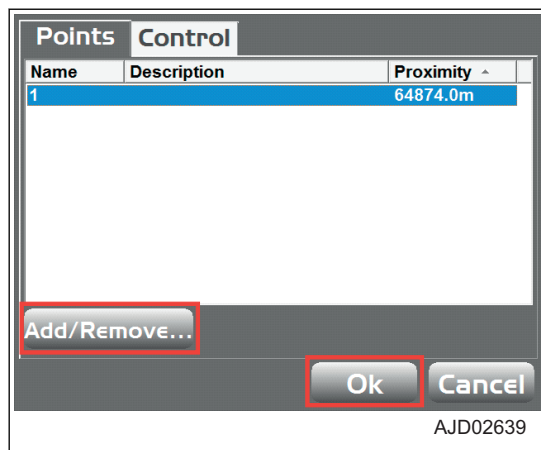 Points Control
Name Description Proximity
1 64874.0m
Add/Remove...
Ok Cancel
AJD02639